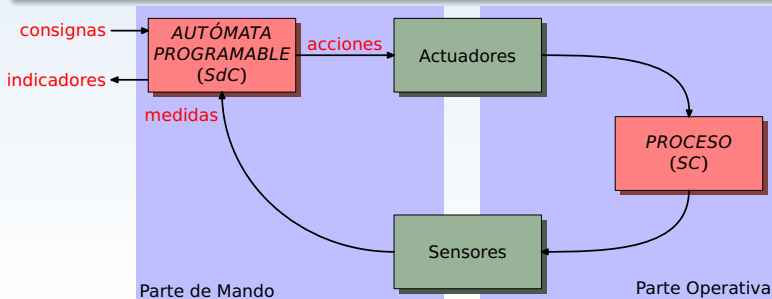 consignas
indicadores
AUTÓMATA
PROGRAMABLE
(SdC)
acciones
Actuadores
medidas
PROCESO
(SC)
Sensores
Parte de Mando
Parte Operativa